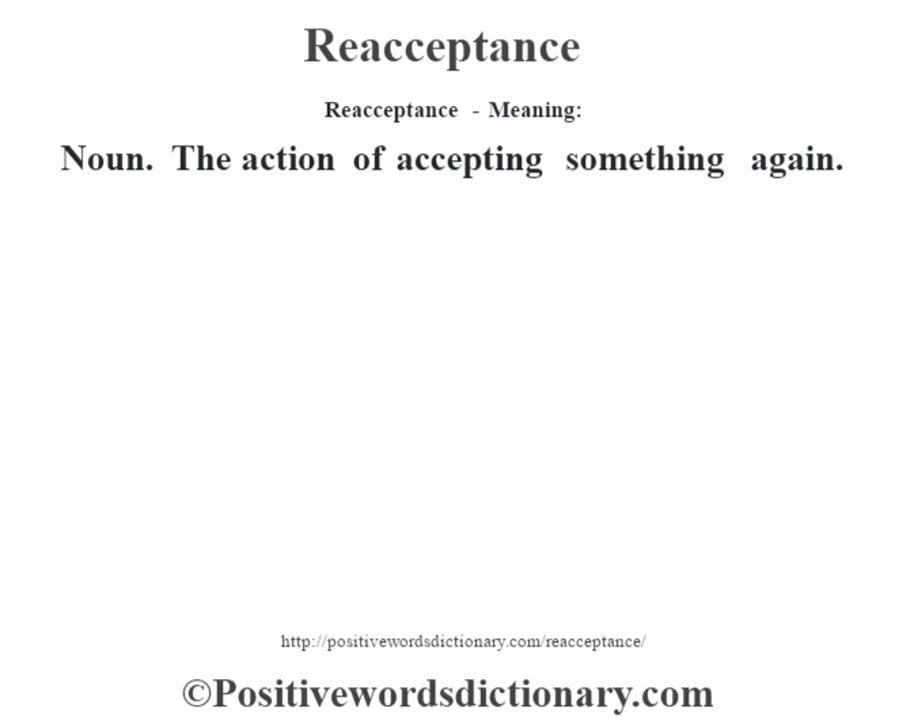 Reacceptance
Reacceptance - Meaning:
Noun. The action of accepting something again.
http://positivewordsdictionary.com/reacceptance/
©Positivewordsdictionary.com